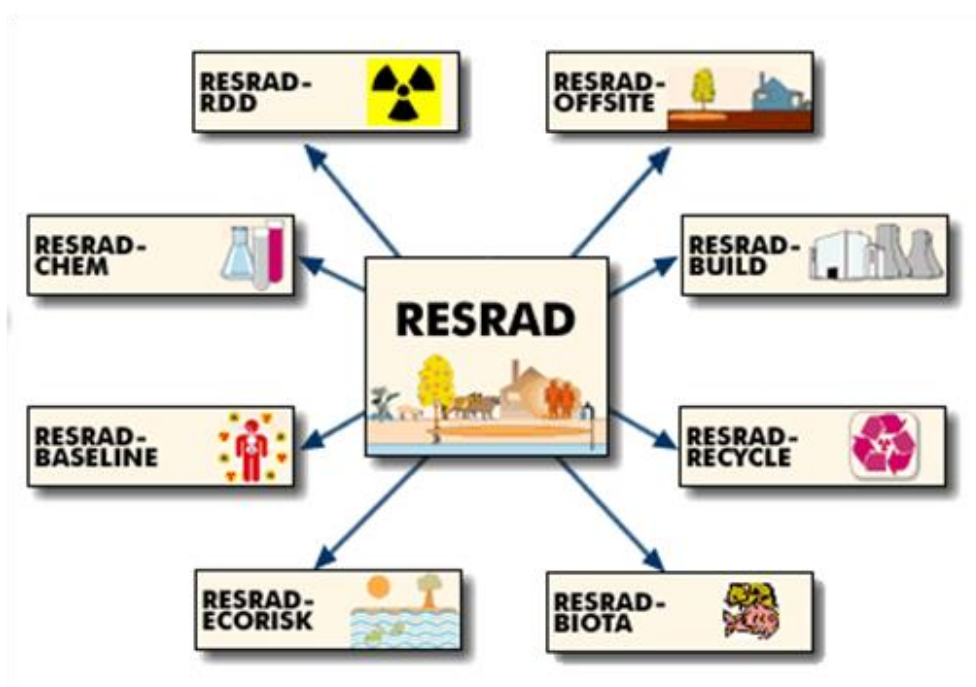 RESRAD-
RDD
RESRAD-
OFFSITE
RESRAD-
CHEM
RESRAD-
BUILD
RESRAD
RESRAD-
BASELINE
RESRAD-
RECYCLE
RESRAD-
ECORISK
RESRAD-
BIOTA